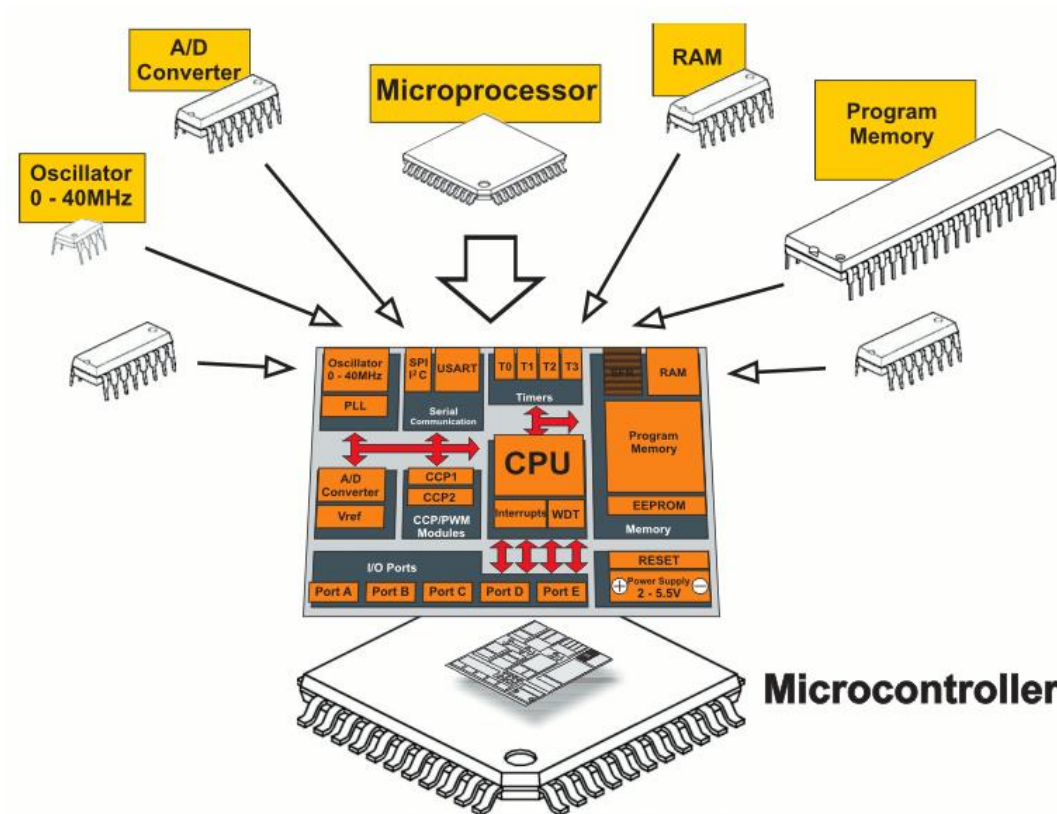 A/D
Converter
Microprocessor
RAM
Program
Memory
Oscillator
0 - 40MHz
Oscillator
0 - 40MHz
PLL
SPI
I²C
USART
Serial
Communication
T0
T1
T2
T3
Timers
RAM
Program
Memory
EEPROM
Memory
A/D
Converter
Vref
CCP1
CCP2
CCP/PWM
Modules
CPU
Interrupts
WDT
I/O Ports
Port A
Port B
Port C
Port D
Port E
RESET
Power Supply
2 - 5.5V
Microcontroller